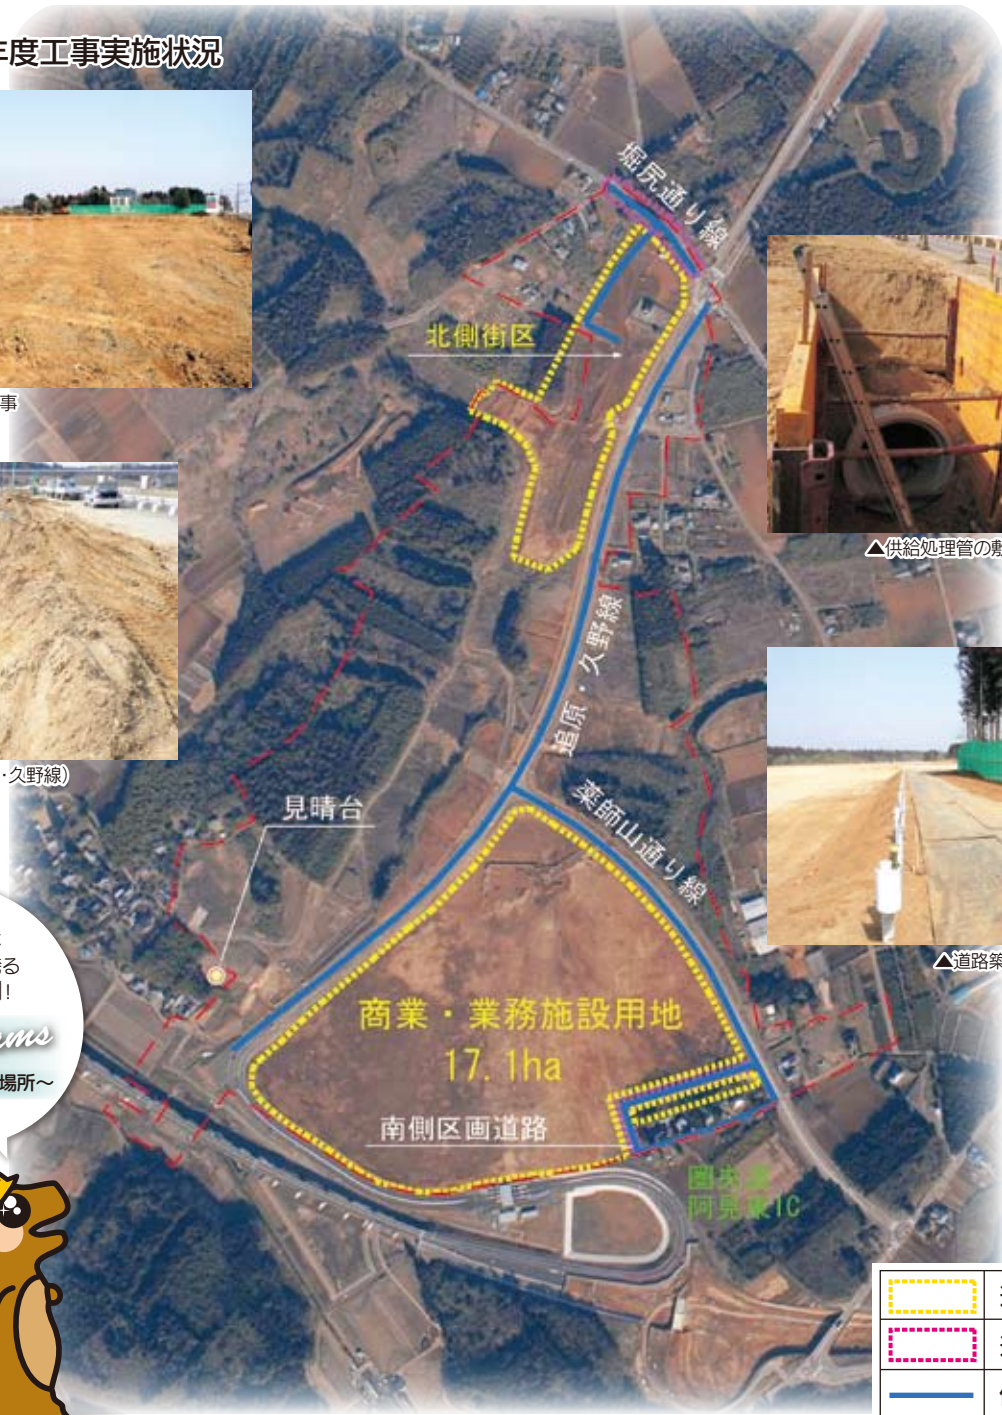 年度工事実施状況
堀尻通り線
北側街区
事
▲供給処理管の敷
追原・久野線
・久野線）
見晴台
薬師山通り線
▲道路築
る
！
商業・業務施設用地
17.1ha
場所～
南側区画道路
圏央道
阿見東IC